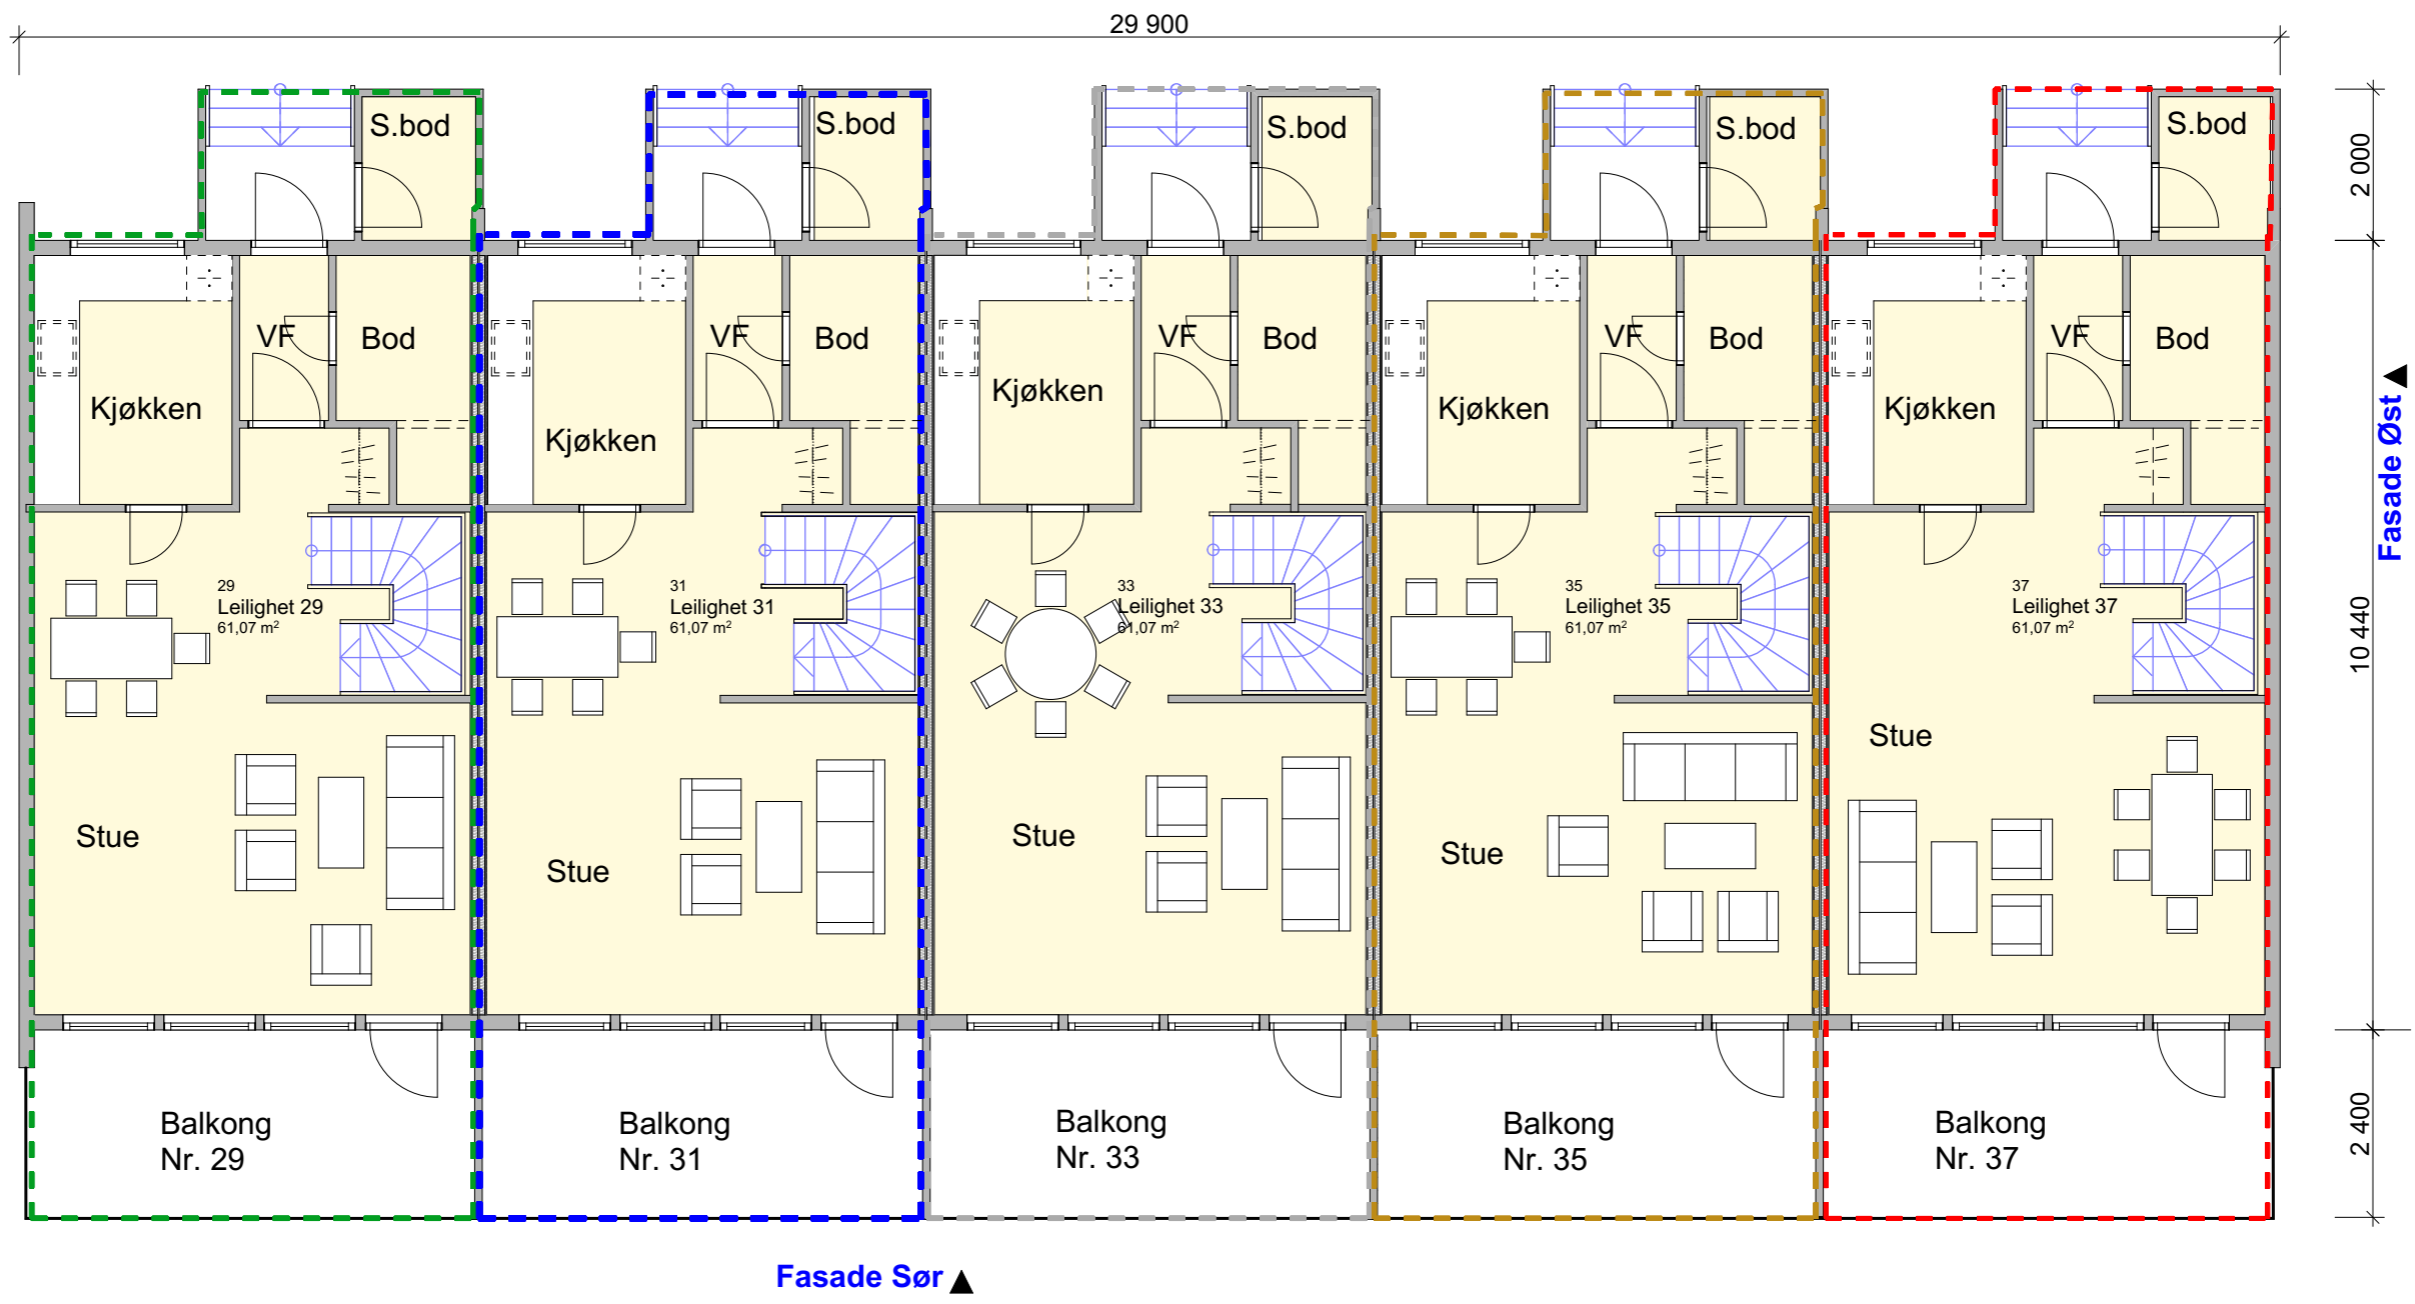 29 900
S.bod
S.bod
S.bod
S.bod
S.bod
2 000
VF
Bod
VF
Bod
VF
Bod
VF
Bod
VF
Bod
Kjøkken
Kjøkken
Kjøkken
Kjøkken
Kjøkken
Fasade Øst
29
Leilighet 29
61,07 m²
31
Leilighet 31
61,07 m²
33
Leilighet 33
61,07 m²
35
Leilighet 35
61,07 m²
37
Leilighet 37
61,07 m²
10 440
Stue
Stue
Stue
Stue
Stue
Balkong
Nr. 29
Balkong
Nr. 31
Balkong
Nr. 33
Balkong
Nr. 35
Balkong
Nr. 37
2 400
Fasade Sør